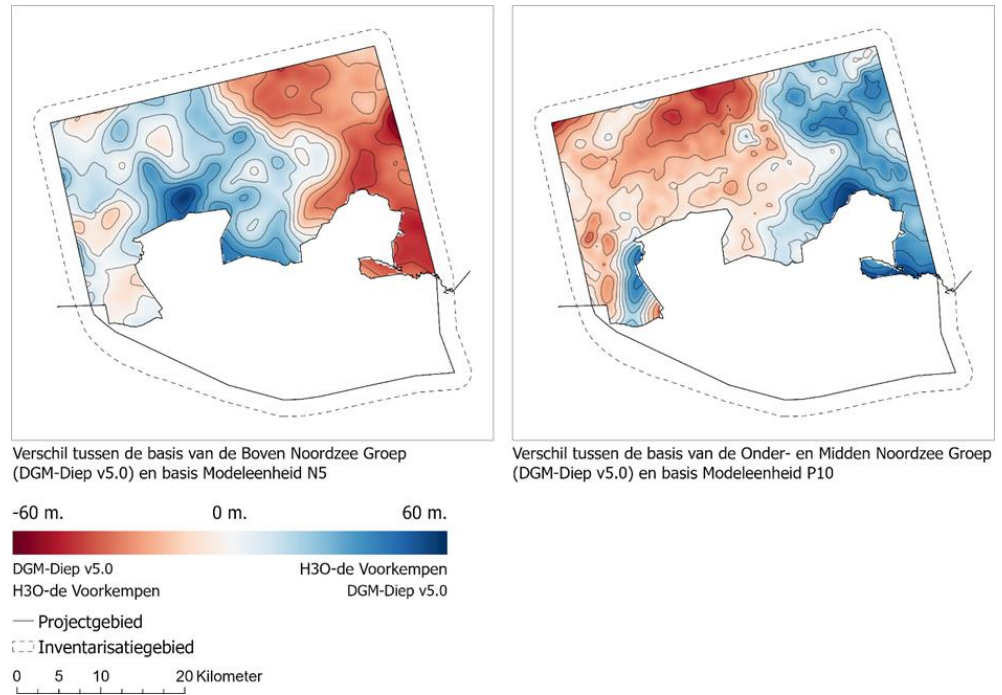 Verschil tussen de basis van de Boven Noordzee Groep
(DGM-Diep v5.0) en basis Modeleenheid N5
Verschil tussen de basis van de Onder- en Midden Noordzee Groep
(DGM-Diep v5.0) en basis Modeleenheid P10
-60 m. 0 m. 60 m.
DGM-Diep v5.0 H3O-de Voorkempen
H3O-de Voorkempen DGM-Diep v5.0
Projectgebied
Inventarisatiegebied
0 5 10 20 Kilometer